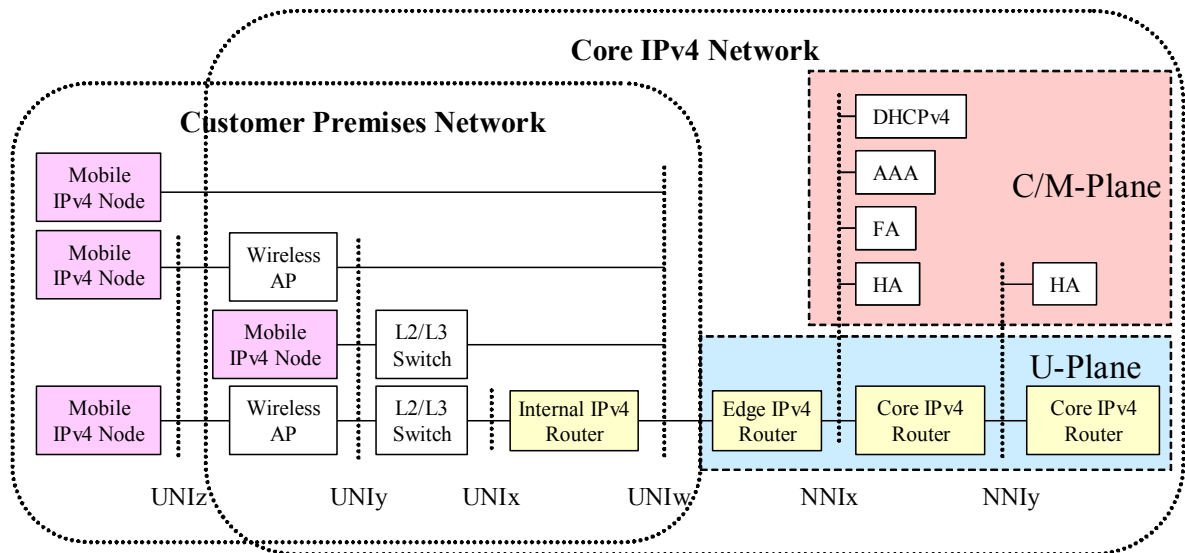 Core IPv4 Network
Customer Premises Network
DHCPv4
AAA
C/M-Plane
FA
HA
HA
Mobile
IPv4 Node
Mobile
IPv4 Node
Wireless
AP
Mobile
IPv4 Node
L2/L3
Switch
U-Plane
Mobile
IPv4 Node
Wireless
AP
L2/L3
Switch
Internal IPv4
Router
Edge IPv4
Router
Core IPv4
Router
Core IPv4
Router
UNIz
UNIy
UNIx
UNIw
NNIx
NNIy